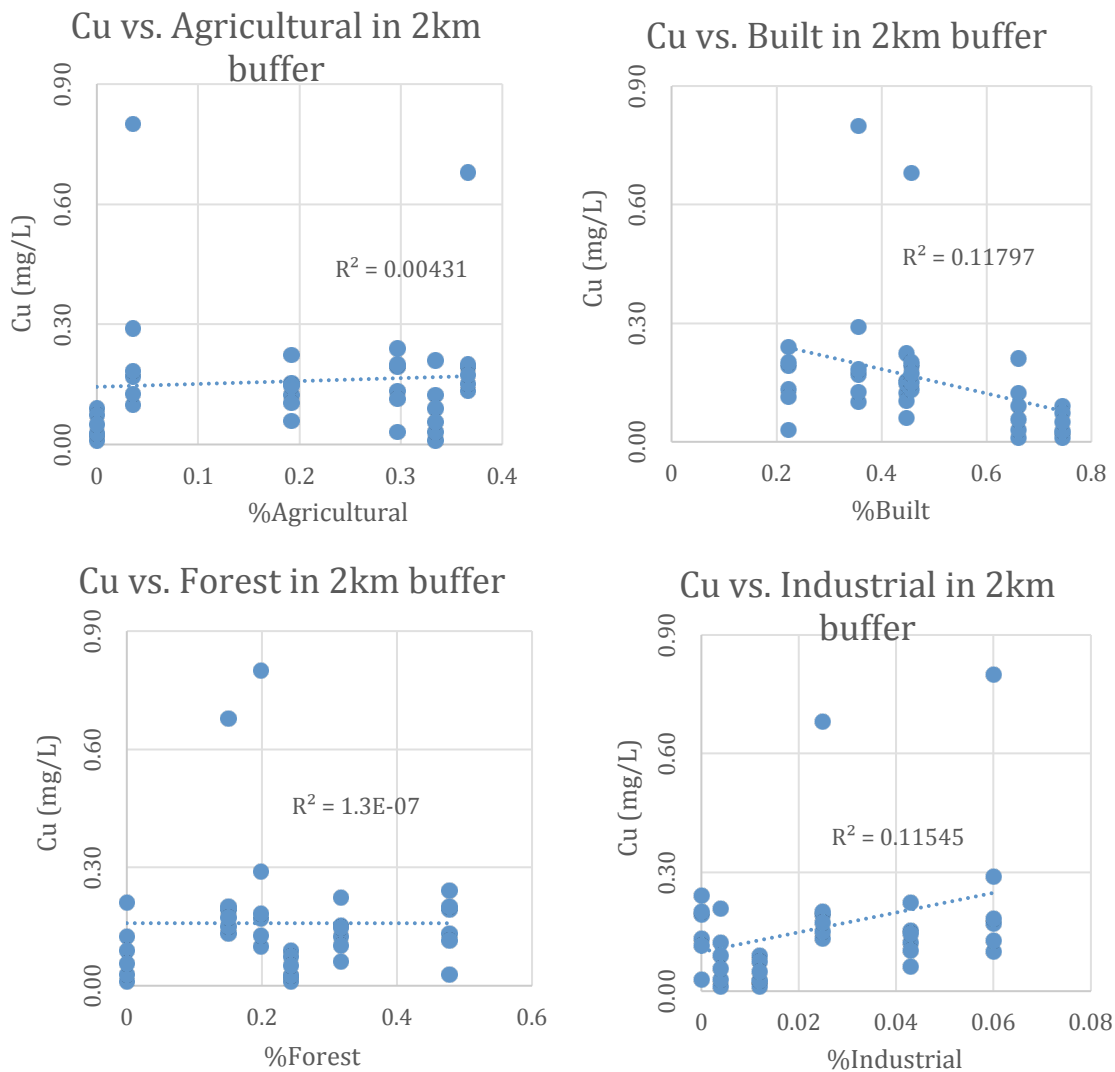 Cu vs. Agricultural in 2km
buffer
0.90
0.60
0.30
0.00
Cu (mg/L)
R² = 0.00431
0 0.1 0.2 0.3 0.4
%Agricultural
Cu vs. Built in 2km buffer
0.90
0.60
0.30
0.00
Cu (mg/L)
R² = 0.11797
0 0.2 0.4 0.6 0.8
%Built
Cu vs. Forest in 2km buffer
0.90
0.60
0.30
0.00
Cu (mg/L)
R² = 1.3E-07
0 0.2 0.4 0.6
%Forest
Cu vs. Industrial in 2km
buffer
0.90
0.60
0.30
0.00
Cu (mg/L)
R² = 0.11545
0 0.02 0.04 0.06 0.08
%Industrial